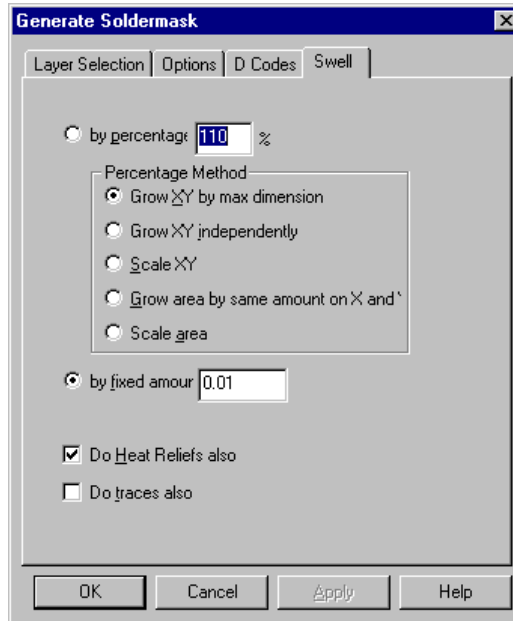 Generate Soldermask
Layer Selection Options D Codes Swell
by percentage 110 %
Percentage Method
Grow XY by max dimension
Grow XY independently
Scale XY
Grow area by same amount on X and
Scale area
by fixed amour 0.01
Do Heat Reliefs also
Do traces also
OK Cancel Apply Help